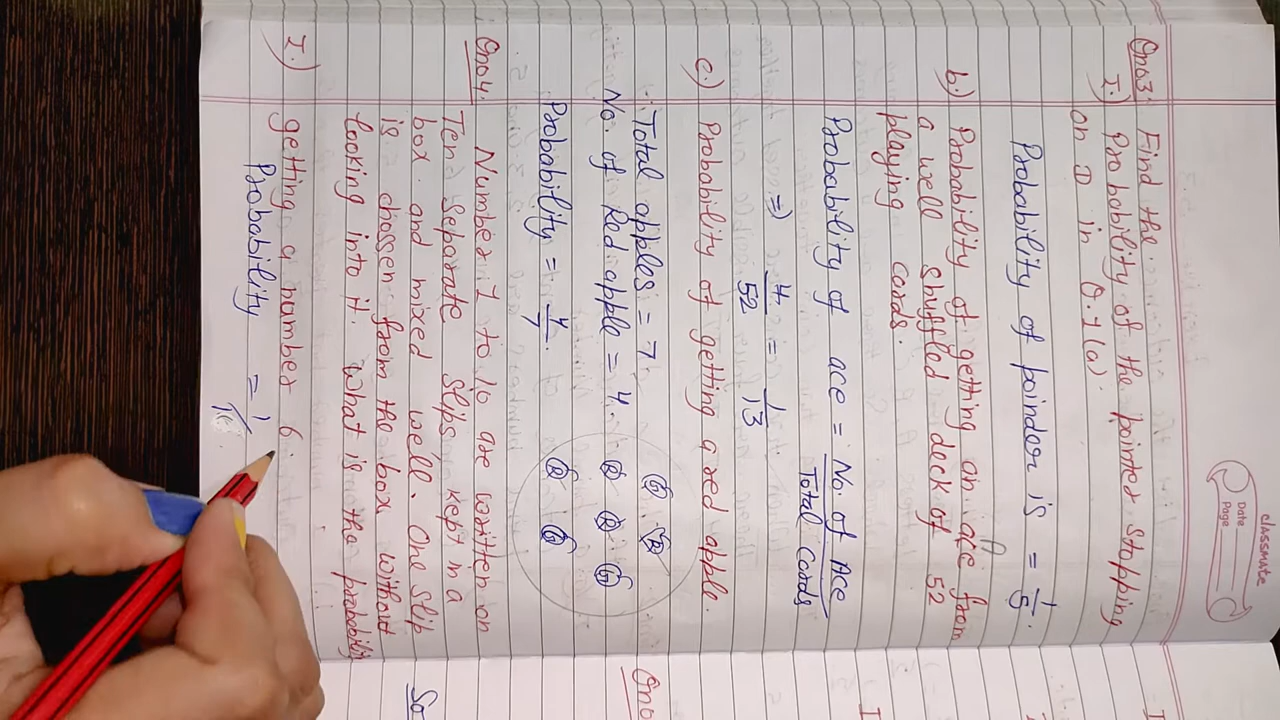 classmate
Date
Page
Qno3. Find the.
I.) Probability of the pointer stopping
on D in Q.1(a).
Probability of poinder is = 1/5.
b.) Probability of getting an ace from
a well shuffled deck of 52
playing cards.
Probability of ace = No. of Ace / Total Cards
=) 4/52 = 1/13
c.) Probability of getting a red apple.
∴ Total apples = 7
No. of Red apple = 4.
Probability = 4/7.
Qno4. Number 1 to 10 are written on
Ten Separate Slips, kept in a
box and mixed well. One slip
is chossen from the box without
looking into it. What is the probability
I.) getting a number 6.
Probability = 1/10
Qno
So
I